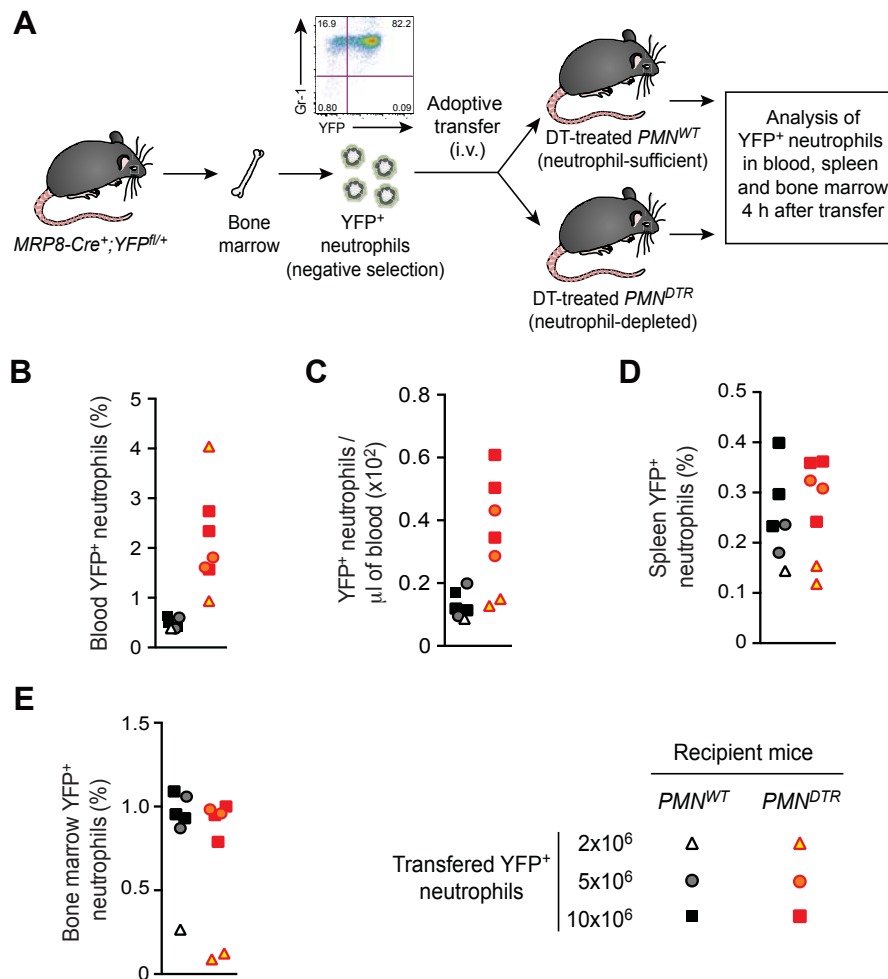 A
16.9 82.2
Gr-1
0.80 0.09
YFP
Adoptive
transfer
(i.v.)
MRP8-Cre⁺;YFPᶠˡ/⁺
Bone
marrow
YFP⁺
neutrophils
(negative selection)
DT-treated PMNᵂᵀ
(neutrophil-sufficient)
DT-treated PMNᴰᵀᴿ
(neutrophil-depleted)
Analysis of
YFP⁺ neutrophils
in blood, spleen
and bone marrow
4 h after transfer
B
Blood YFP⁺ neutrophils (%)
5
4
3
2
1
0
C
YFP⁺ neutrophils /
µl of blood (x10²)
0.8
0.6
0.4
0.2
0
D
Spleen YFP⁺
neutrophils (%)
0.5
0.4
0.3
0.2
0.1
0
E
Bone marrow YFP⁺
neutrophils (%)
1.5
1.0
0.5
0
Recipient mice
PMNᵂᵀ PMNᴰᵀᴿ
Transfered YFP⁺
neutrophils
2x10⁶
5x10⁶
10x10⁶